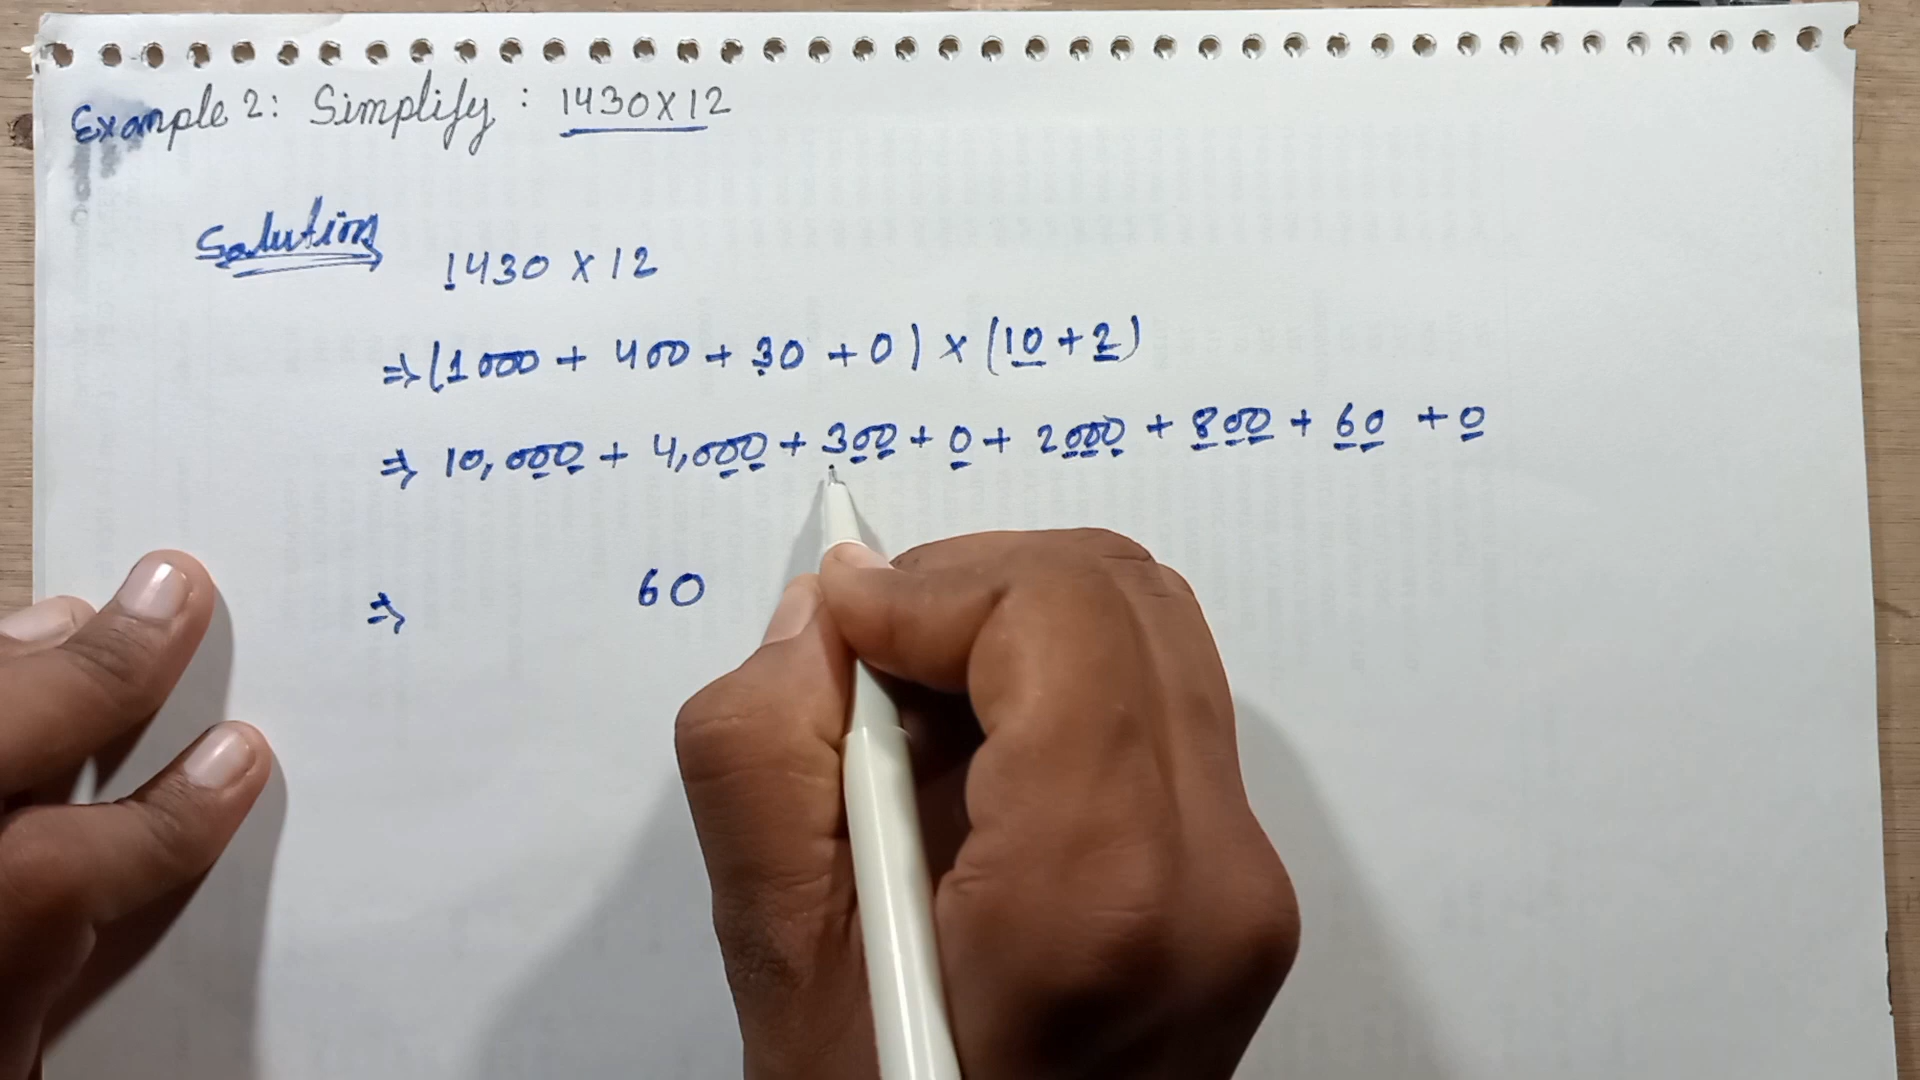 Example 2: Simplify: 1430X12
Solution
1430 X 12
⇒ (1000 + 400 + 30 + 0) × (10 + 2)
⇒ 10,000 + 4,000 + 300 + 0 + 2000 + 800 + 60 + 0
⇒ 60